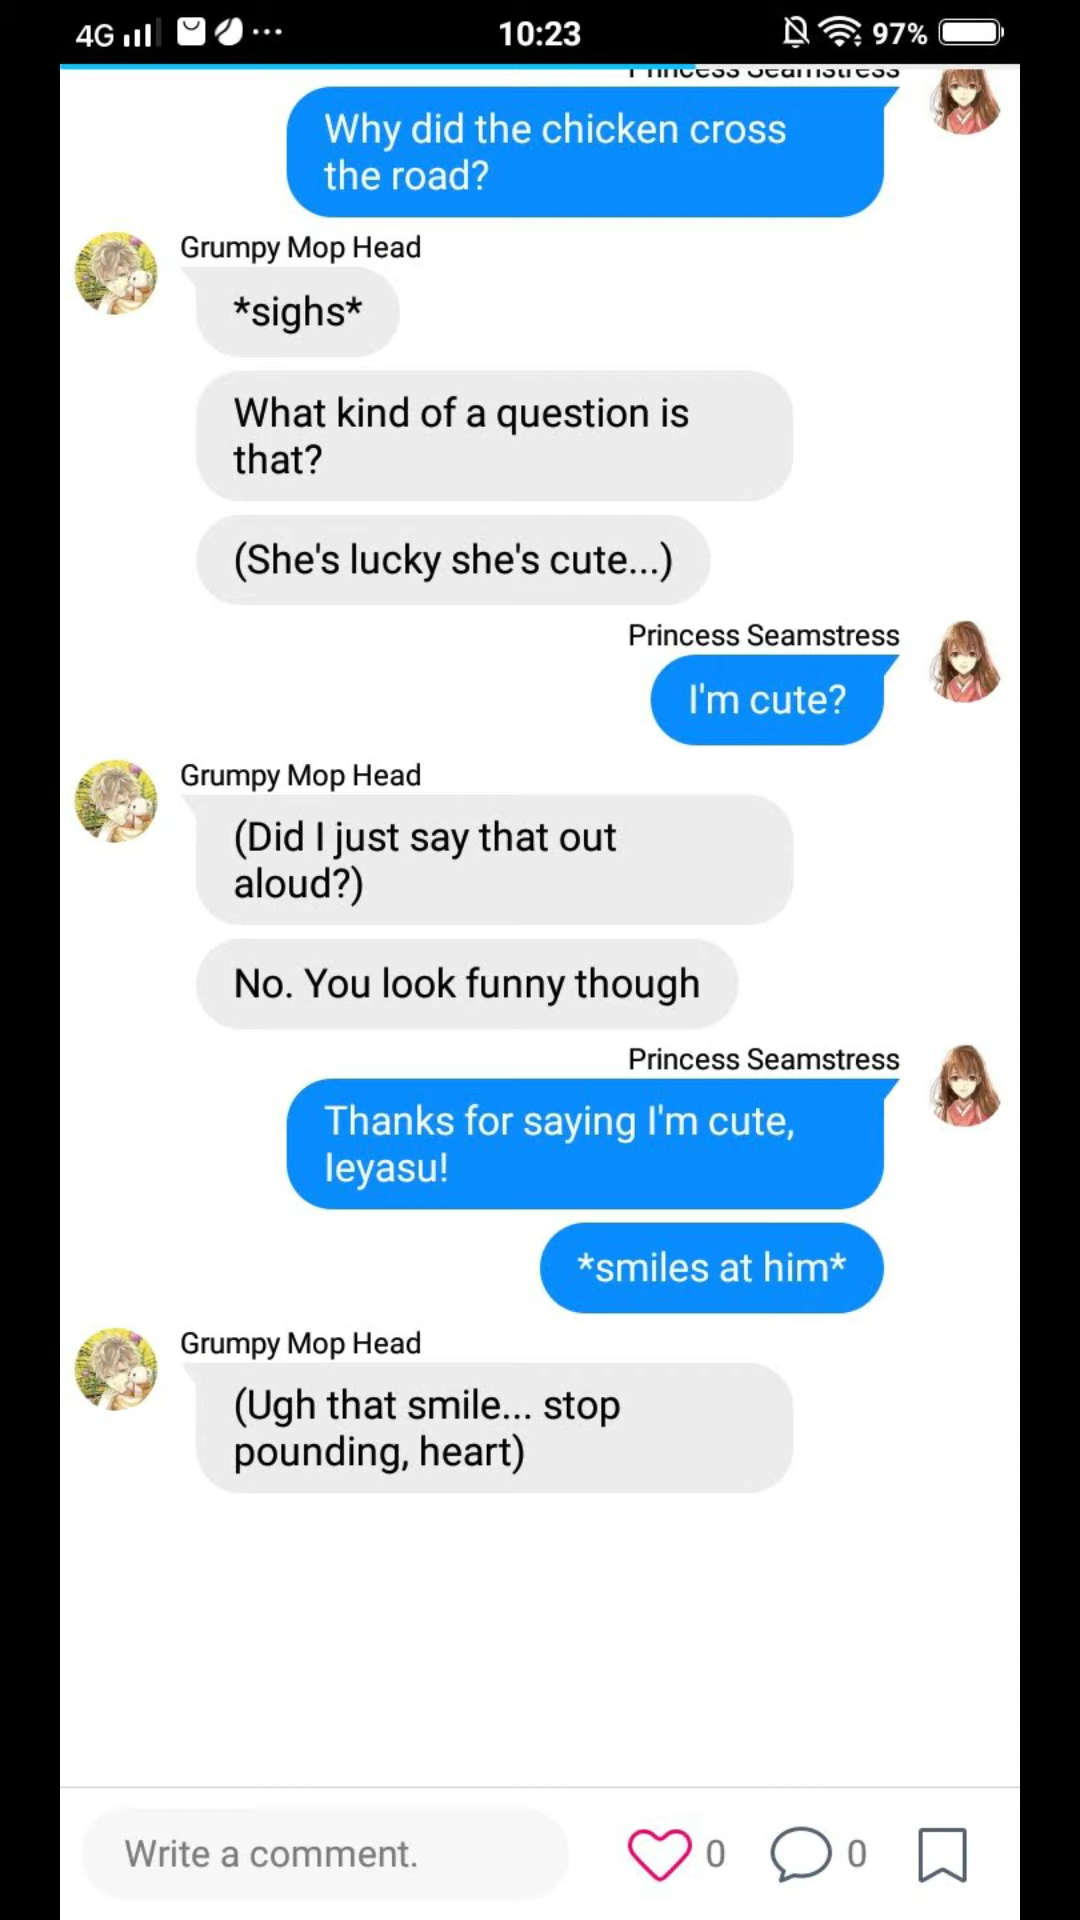 4G 10:23 97%
Princess Seamstress
Why did the chicken cross
the road?
Grumpy Mop Head
*sighs*
What kind of a question is
that?
(She's lucky she's cute...)
Princess Seamstress
I'm cute?
Grumpy Mop Head
(Did I just say that out
aloud?)
No. You look funny though
Princess Seamstress
Thanks for saying I'm cute,
Ieyasu!
*smiles at him*
Grumpy Mop Head
(Ugh that smile... stop
pounding, heart)
Write a comment. 0 0